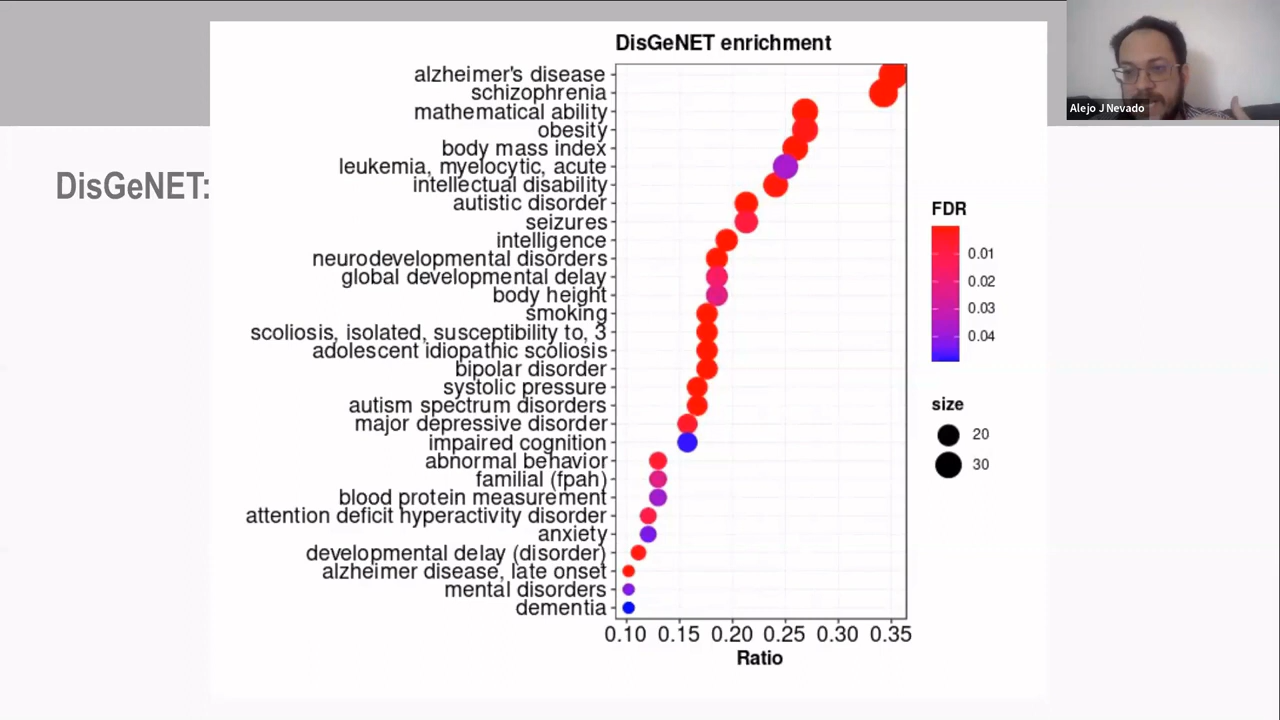 DisGeNET enrichment
Alejo J Nevado
DisGeNET:
alzheimer's disease
schizophrenia
mathematical ability
obesity
body mass index
leukemia, myelocytic, acute
intellectual disability
autistic disorder
seizures
intelligence
neurodevelopmental disorders
global developmental delay
body height
smoking
scoliosis, isolated, susceptibility to, 3
adolescent idiopathic scoliosis
bipolar disorder
systolic pressure
autism spectrum disorders
major depressive disorder
impaired cognition
abnormal behavior
familial (fpah)
blood protein measurement
attention deficit hyperactivity disorder
anxiety
developmental delay (disorder)
alzheimer disease, late onset
mental disorders
dementia
0.10 0.15 0.20 0.25 0.30 0.35
Ratio
FDR
0.01
0.02
0.03
0.04
size
20
30